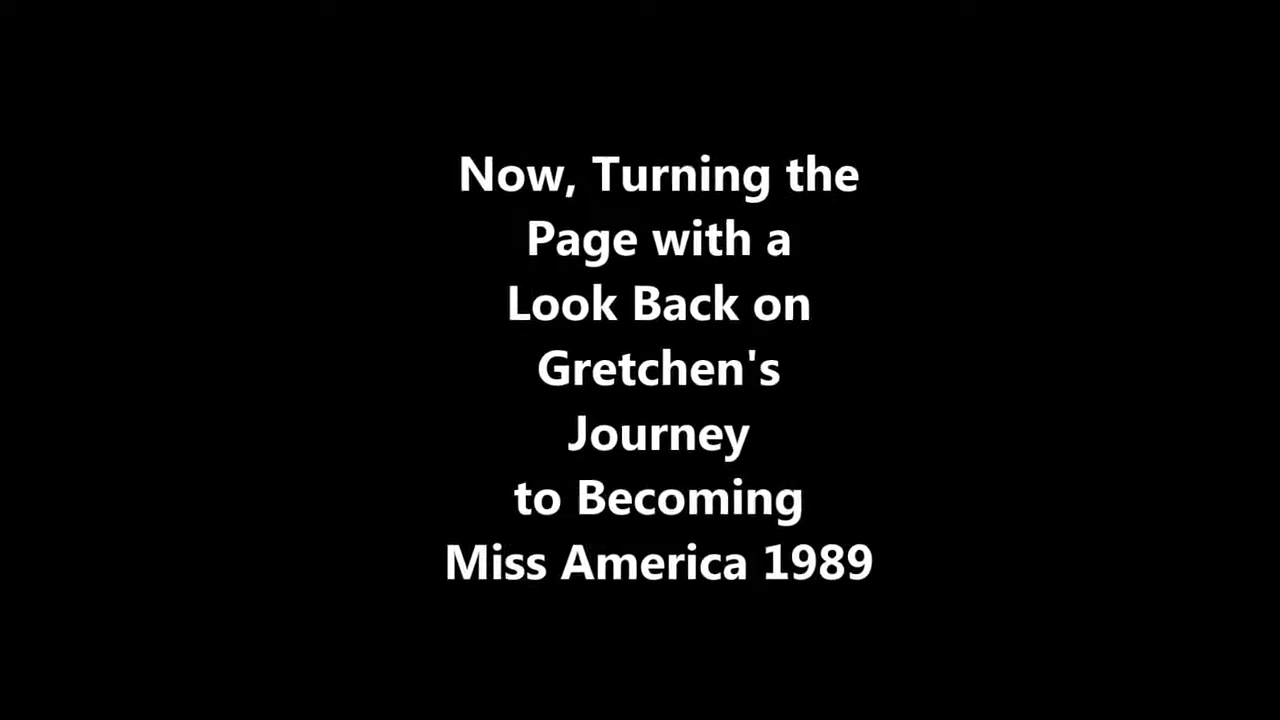 Now, Turning the
Page with a
Look Back on
Gretchen's
Journey
to Becoming
Miss America 1989